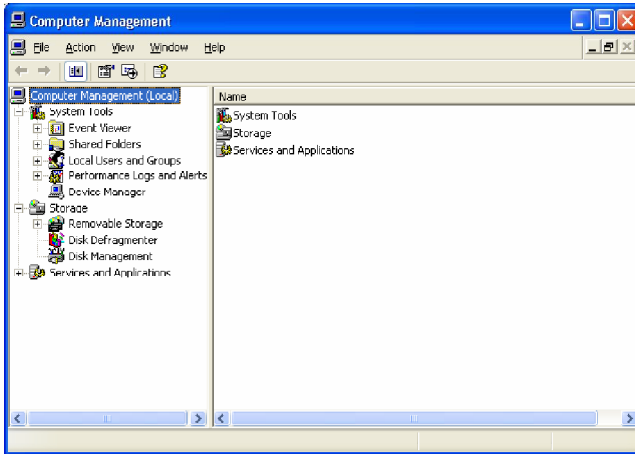 Computer Management
File Action View Window Help
Computer Management (Local)
System Tools
Event Viewer
Shared Folders
Local Users and Groups
Performance Logs and Alerts
Device Manager
Storage
Removable Storage
Disk Defragmenter
Disk Management
Services and Applications
Name
System Tools
Storage
Services and Applications